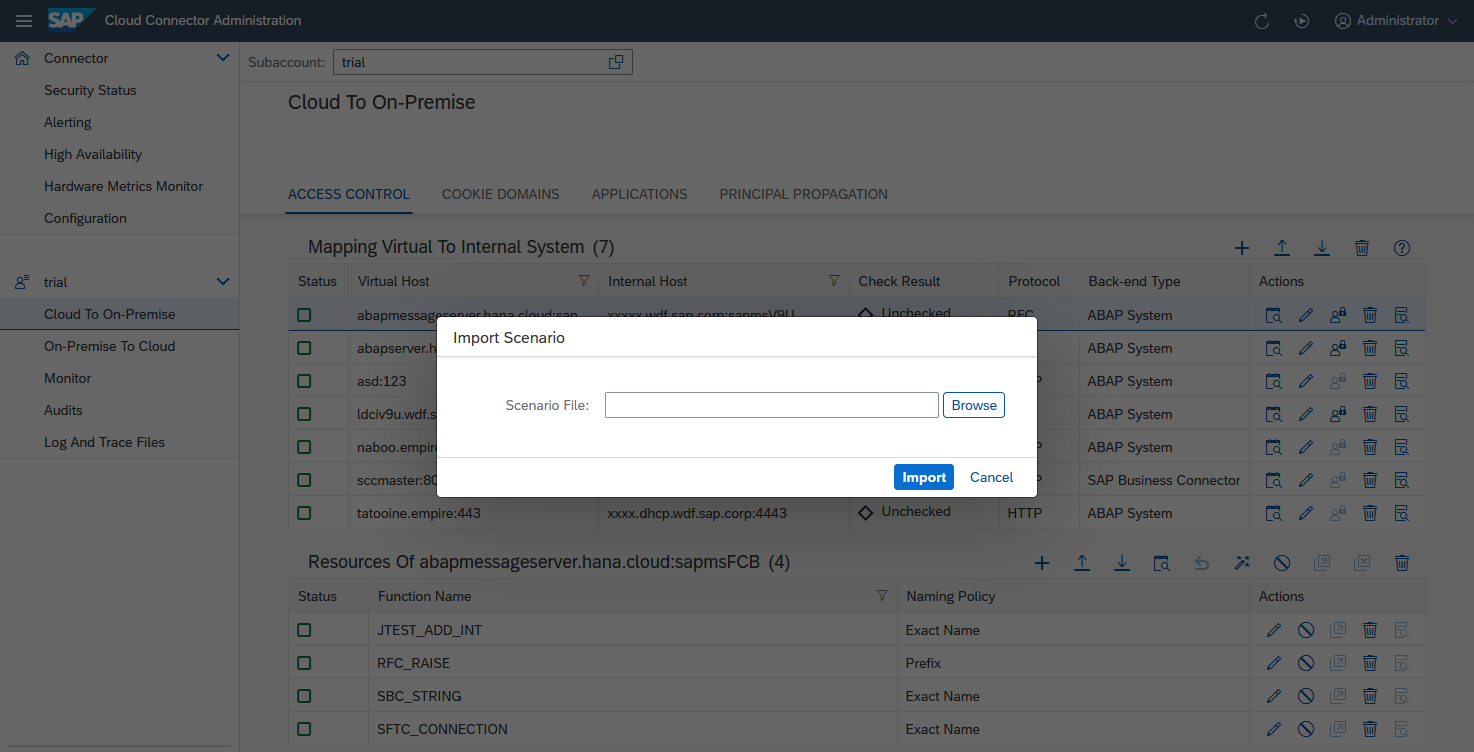 SAP Cloud Connector Administration Administrator
Connector
Security Status
Alerting
High Availability
Hardware Metrics Monitor
Configuration
trial
Cloud To On-Premise
On-Premise To Cloud
Monitor
Audits
Log And Trace Files
Subaccount: trial
Cloud To On-Premise
ACCESS CONTROL COOKIE DOMAINS APPLICATIONS PRINCIPAL PROPAGATION
Mapping Virtual To Internal System (7)
Status Virtual Host Internal Host Check Result Protocol Back-end Type Actions
abapmessageserver.hana.cloud:sap xxxxx.wdf.sap.corp:sapmsV9U Unchecked RFC ABAP System
abapserver.h ABAP System
asd:123 P ABAP System
ldciv9u.wdf.s ABAP System
naboo.empire P ABAP System
sccmaster:80 P SAP Business Connector
tatooine.empire:443 xxxx.dhcp.wdf.sap.corp:4443 Unchecked HTTP ABAP System
Import Scenario
Scenario File: Browse
Import Cancel
Resources Of abapmessageserver.hana.cloud:sapmsFCB (4)
Status Function Name Naming Policy Actions
JTEST_ADD_INT Exact Name
RFC_RAISE Prefix
SBC_STRING Exact Name
SFTC_CONNECTION Exact Name